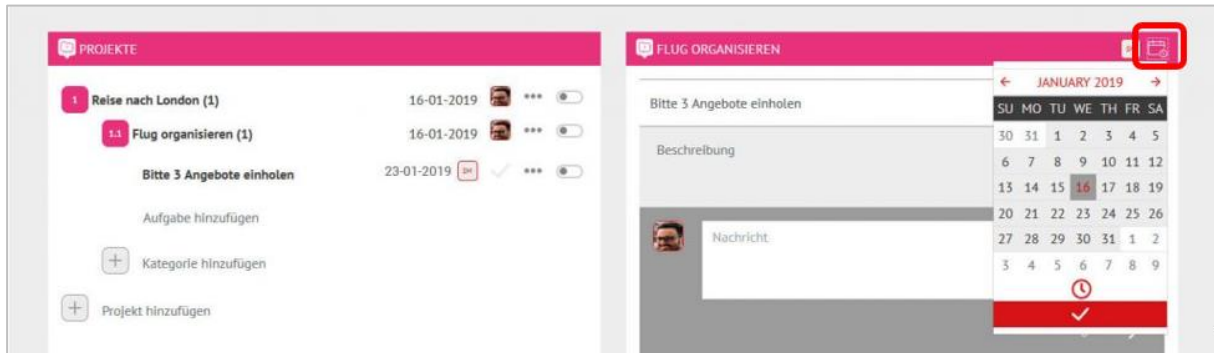 PROJEKTE
1 Reise nach London (1) 16-01-2019
1.1 Flug organisieren (1) 16-01-2019
Bitte 3 Angebote einholen 23-01-2019
Aufgabe hinzufügen
Kategorie hinzufügen
Projekt hinzufügen
FLUG ORGANISIEREN
Bitte 3 Angebote einholen
Beschreibung
Nachricht
JANUARY 2019
SU MO TU WE TH FR SA
30 31 1 2 3 4 5
6 7 8 9 10 11 12
13 14 15 16 17 18 19
20 21 22 23 24 25 26
27 28 29 30 31 1 2
3 4 5 6 7 8 9